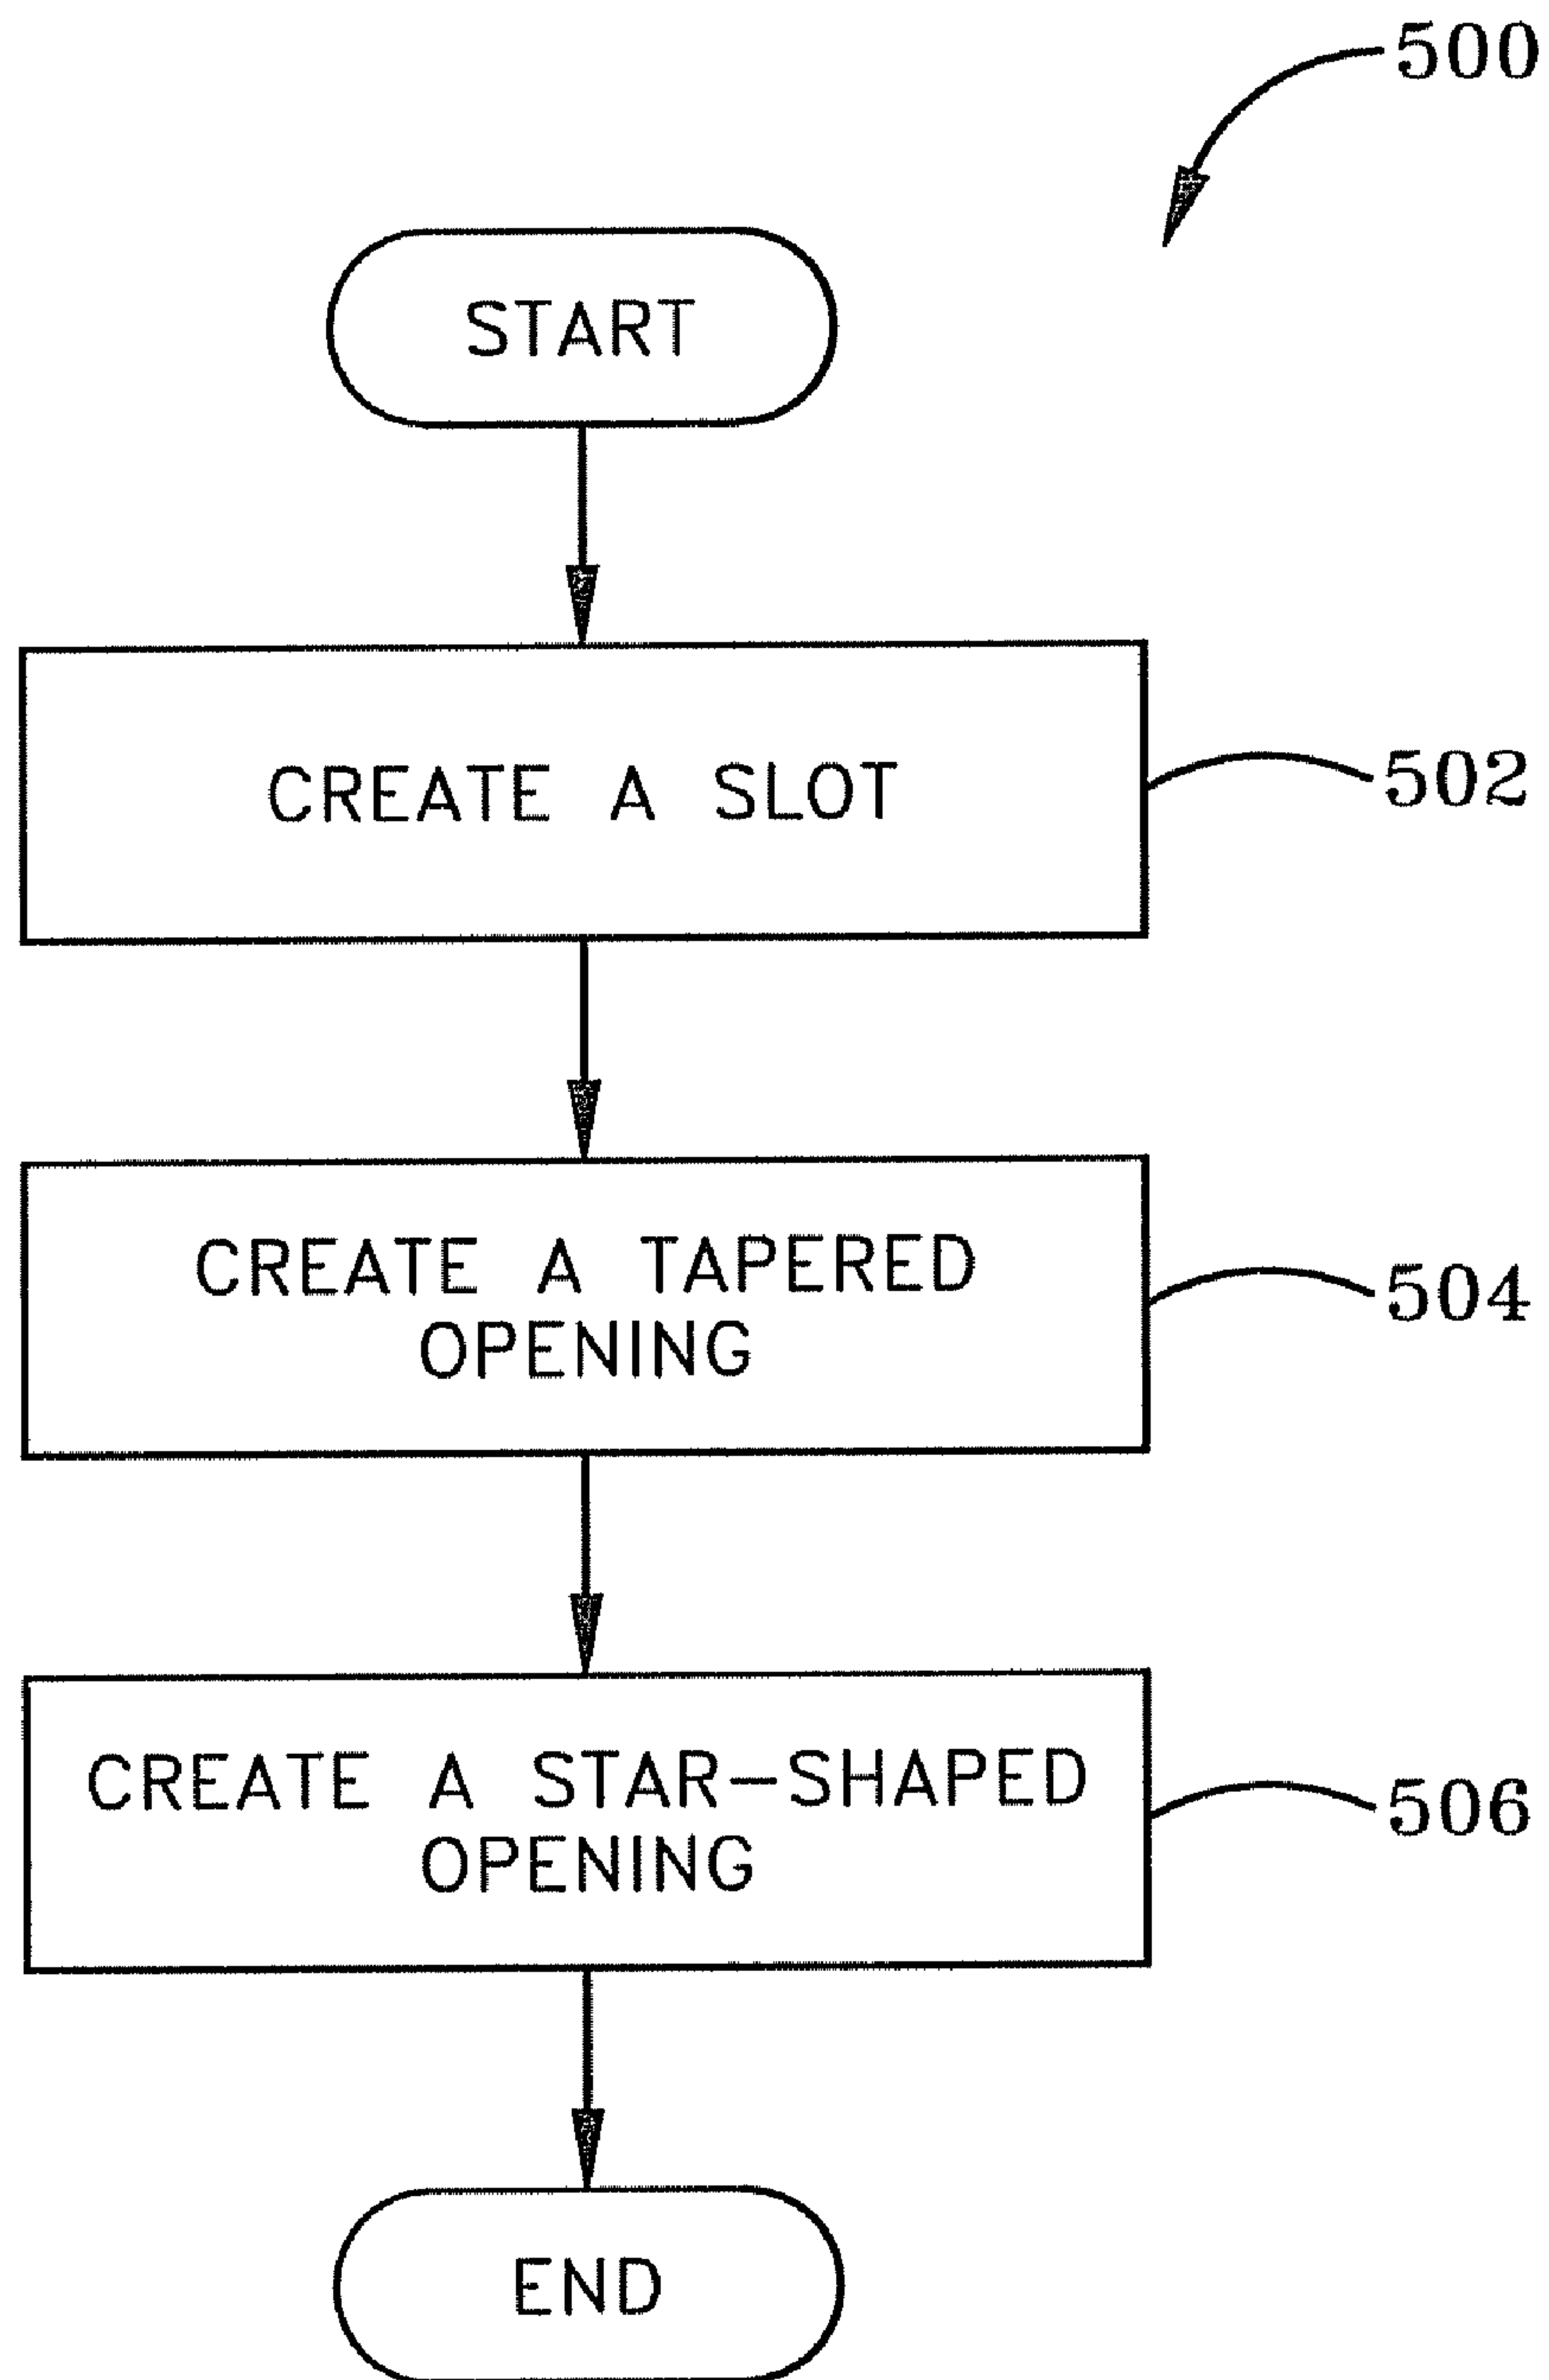 500
START
CREATE A SLOT
502
CREATE A TAPERED
OPENING
504
CREATE A STAR-SHAPED
OPENING
506
END